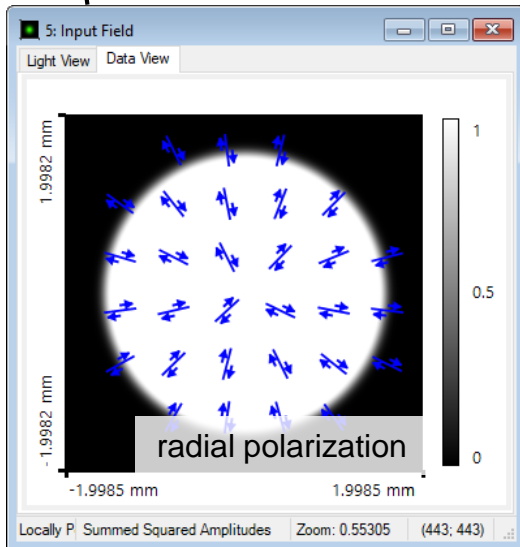 5: Input Field
Light View Data View
1.9982 mm
-1.9982 mm
1
0.5
0
radial polarization
-1.9985 mm 1.9985 mm
Locally P Summed Squared Amplitudes Zoom: 0.55305 (443; 443)